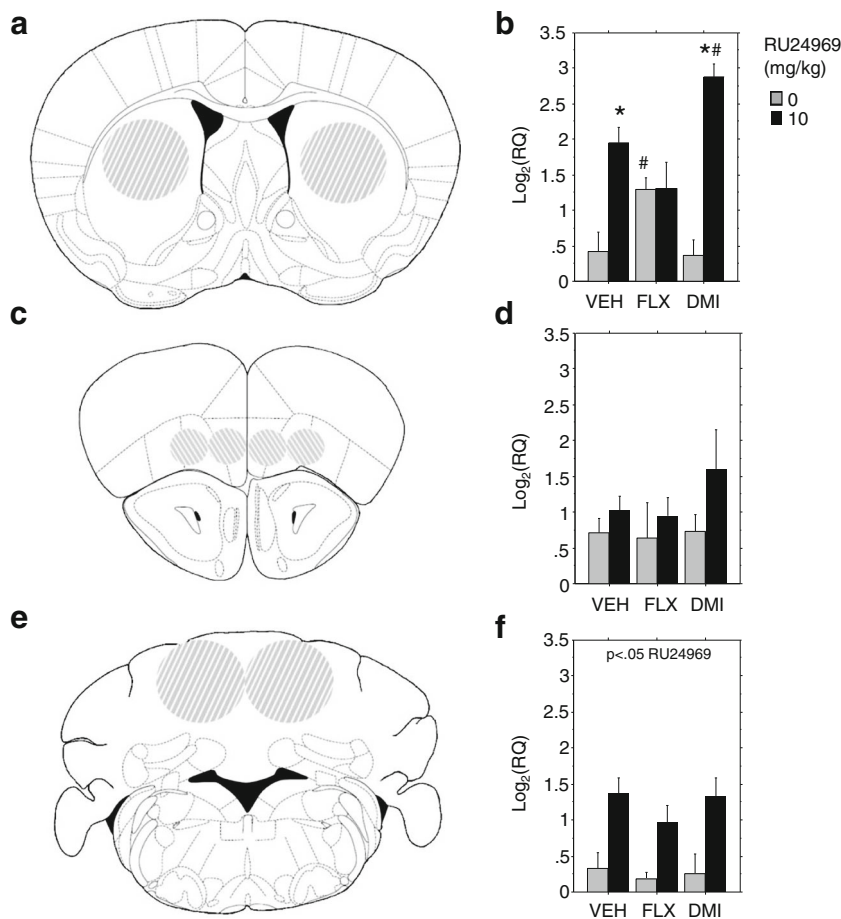 a
b
RU24969
(mg/kg)
0
10
3.5
3
2.5
2
1.5
1
.5
0
Log2(RQ)
*
#
*#
VEH FLX DMI
c
d
3.5
3
2.5
2
1.5
1
.5
0
Log2(RQ)
VEH FLX DMI
e
f
p<.05 RU24969
3.5
3
2.5
2
1.5
1
.5
0
Log2(RQ)
VEH FLX DMI